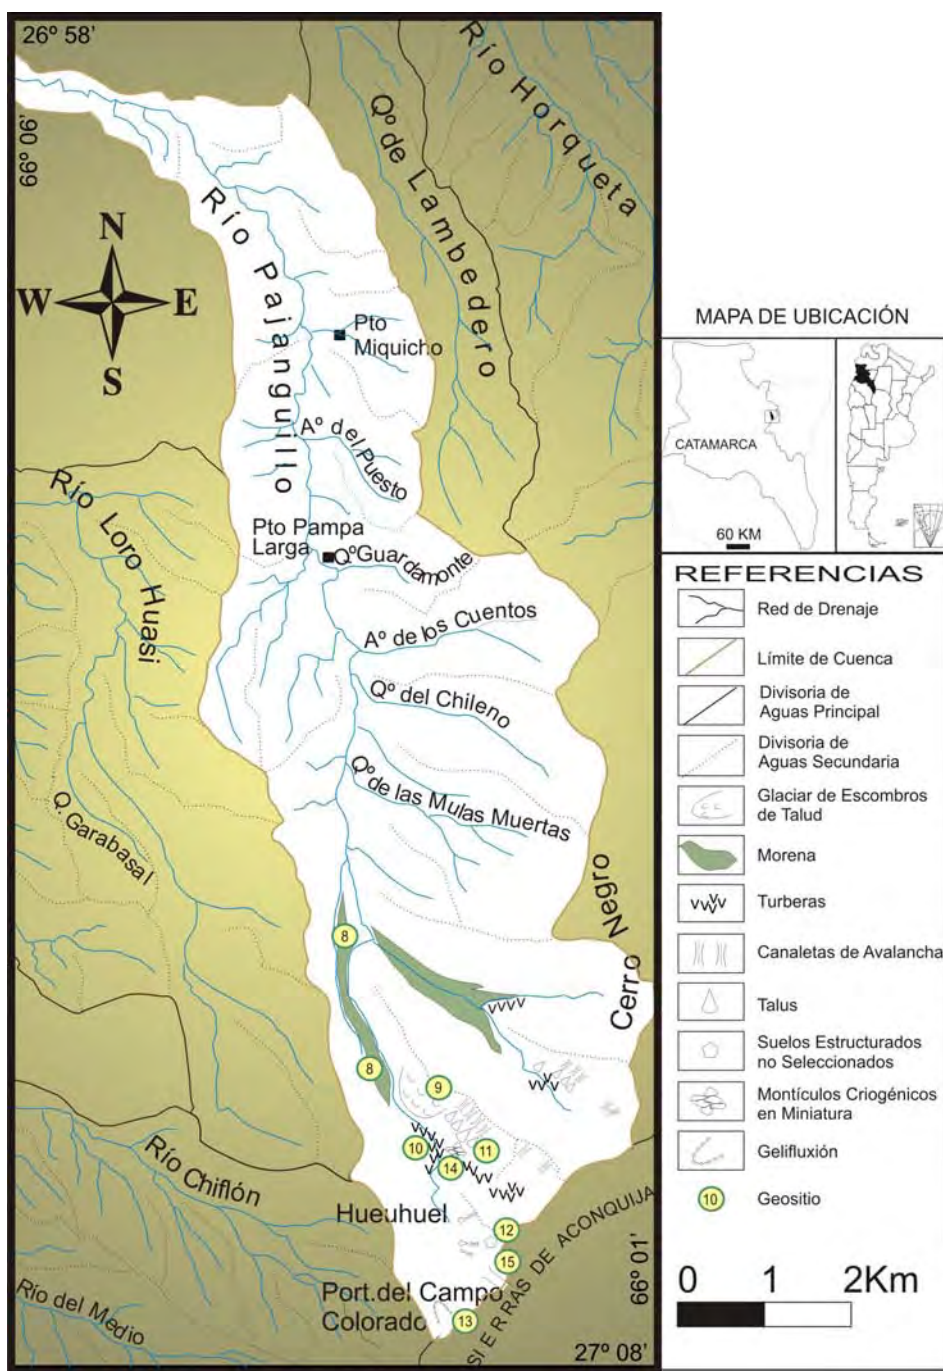 26º 58'
66º 06'
Río Horqueta
Qº de Lambedero
Río Pajanguillo
N
W E
S
Pto
Miquicho
Aº del Puesto
Río Loro Huasi
Pto Pampa
Larga
QºGuardamonte
Aº de los Cuentos
Qº del Chileno
Qº de las Mulas Muertas
Q. Garabasal
Cerro Negro
8
8
9
10
11
14
Río Chiflón
Hueuhuel
12
15
SIERRAS DE ACONQUIJA
66º 01'
Port.del Campo
Colorado
13
Río del Medio
27º 08'
MAPA DE UBICACIÓN
CATAMARCA
60 KM
REFERENCIAS
Red de Drenaje
Límite de Cuenca
Divisoria de
Aguas Principal
Divisoria de
Aguas Secundaria
Glaciar de Escombros
de Talud
Morena
Turberas
Canaletas de Avalancha
Talus
Suelos Estructurados
no Seleccionados
Montículos Criogénicos
en Miniatura
Gelifluxión
10
Geositio
0 1 2Km